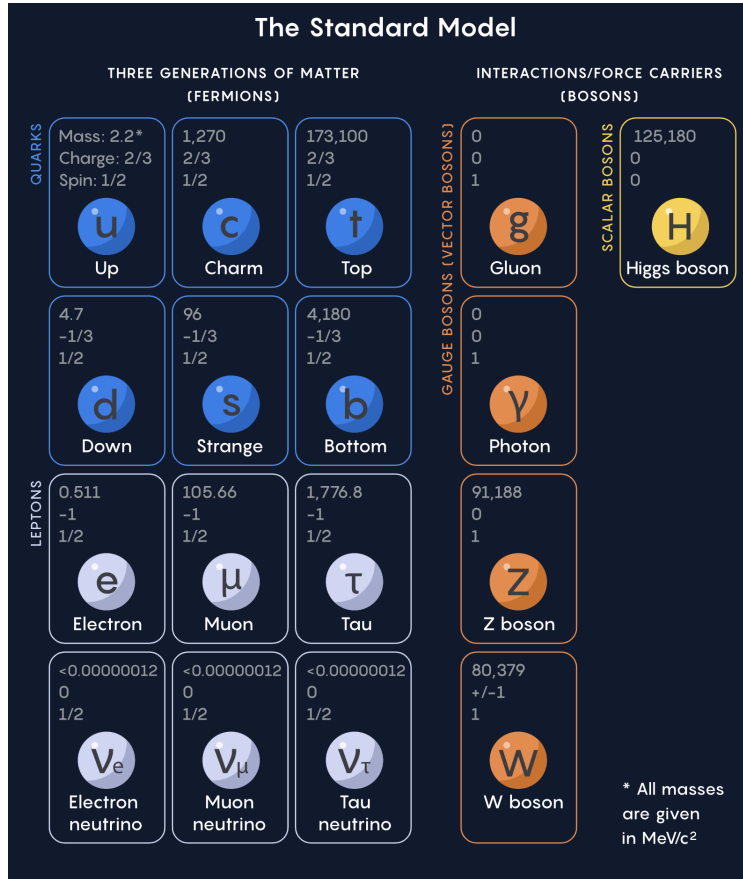 The Standard Model
THREE GENERATIONS OF MATTER
(FERMIONS)
INTERACTIONS/FORCE CARRIERS
(BOSONS)
QUARKS
Mass: 2.2*
Charge: 2/3
Spin: 1/2
u
Up
1,270
2/3
1/2
c
Charm
173,100
2/3
1/2
t
Top
GAUGE BOSONS (VECTOR BOSONS)
0
0
1
g
Gluon
SCALAR BOSONS
125,180
0
0
H
Higgs boson
4.7
-1/3
1/2
d
Down
96
-1/3
1/2
s
Strange
4,180
-1/3
1/2
b
Bottom
0
0
1
γ
Photon
LEPTONS
0.511
-1
1/2
e
Electron
105.66
-1
1/2
μ
Muon
1,776.8
-1
1/2
τ
Tau
91,188
0
1
Z
Z boson
<0.00000012
0
1/2
νe
Electron
neutrino
<0.00000012
0
1/2
νμ
Muon
neutrino
<0.00000012
0
1/2
ντ
Tau
neutrino
80,379
+/-1
1
W
W boson
* All masses
are given
in MeV/c²